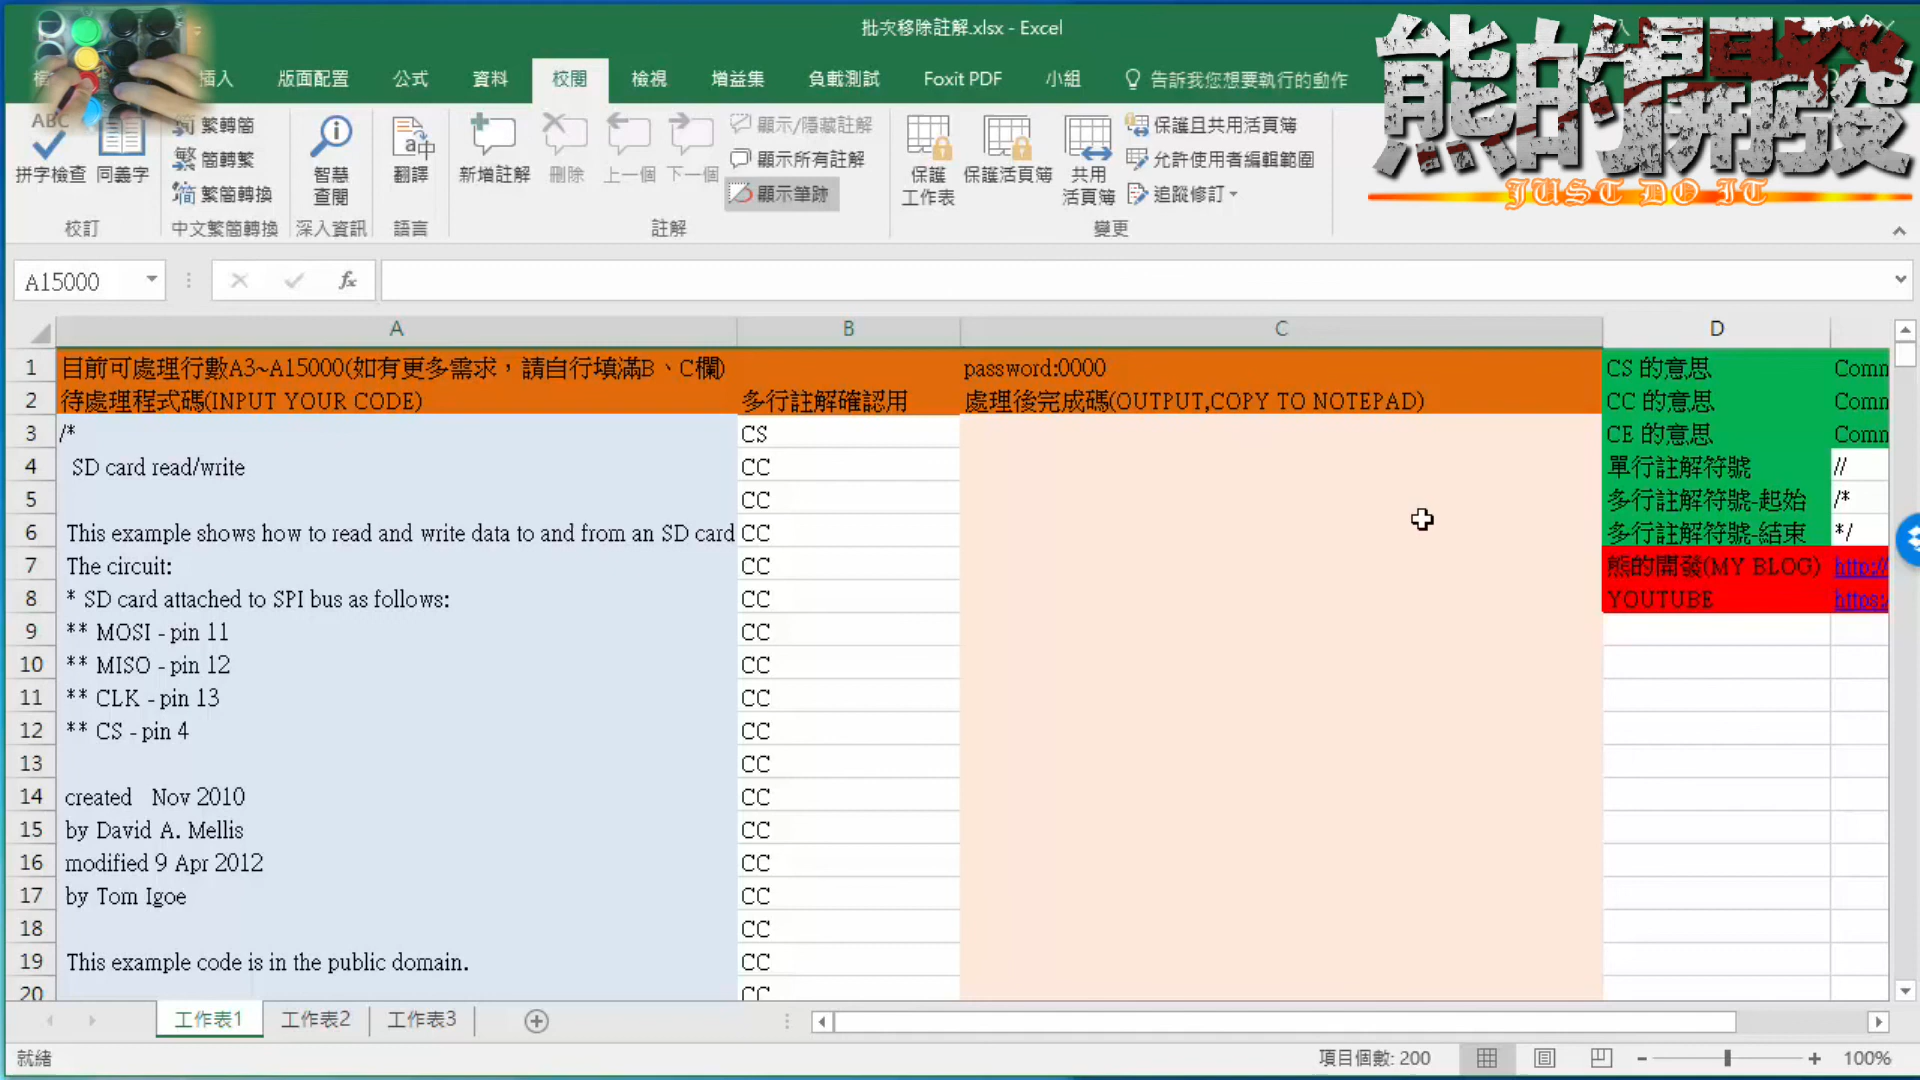 批次移除註解.xlsx - Excel
熊的開發
JUST DO IT
插入 版面配置 公式 資料 校閱 檢視 增益集 負載測試 Foxit PDF 小組 告訴我您想要執行的動作
ABC
拼字檢查 同義字
校訂
繁轉簡
簡轉繁
繁簡轉換
中文繁簡轉換
智慧
查閱
深入資訊
翻譯
語言
新增註解 刪除 上一個 下一個
顯示/隱藏註解
顯示所有註解
顯示筆跡
註解
保護
工作表
保護活頁簿
共用
活頁簿
保護且共用活頁簿
允許使用者編輯範圍
追蹤修訂
變更
A15000
fx
A B C D
1 目前可處理行數A3~A15000(如有更多需求，請自行填滿B、C欄) password:0000 CS 的意思 Comn
2 待處理程式碼(INPUT YOUR CODE) 多行註解確認用 處理後完成碼(OUTPUT,COPY TO NOTEPAD) CC 的意思 Comn
3 /* CS CE 的意思 Comn
4 SD card read/write CC 單行註解符號 //
5 CC 多行註解符號-起始 /*
6 This example shows how to read and write data to and from an SD card CC 多行註解符號-結束 */
7 The circuit: CC 熊的開發(MY BLOG) http://
8 * SD card attached to SPI bus as follows: CC YOUTUBE https:/
9 ** MOSI - pin 11 CC
10 ** MISO - pin 12 CC
11 ** CLK - pin 13 CC
12 ** CS - pin 4 CC
13 CC
14 created Nov 2010 CC
15 by David A. Mellis CC
16 modified 9 Apr 2012 CC
17 by Tom Igoe CC
18 CC
19 This example code is in the public domain. CC
20 CC
工作表1 工作表2 工作表3
就緒 項目個數: 200 100%